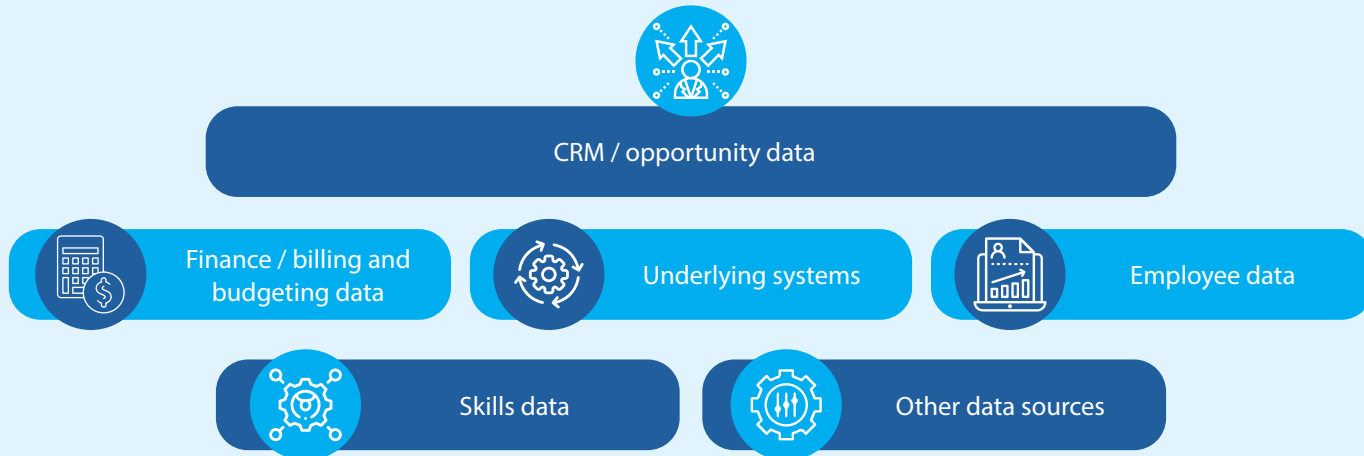 CRM / opportunity data
Finance / billing and
budgeting data
Underlying systems
Employee data
Skills data
Other data sources